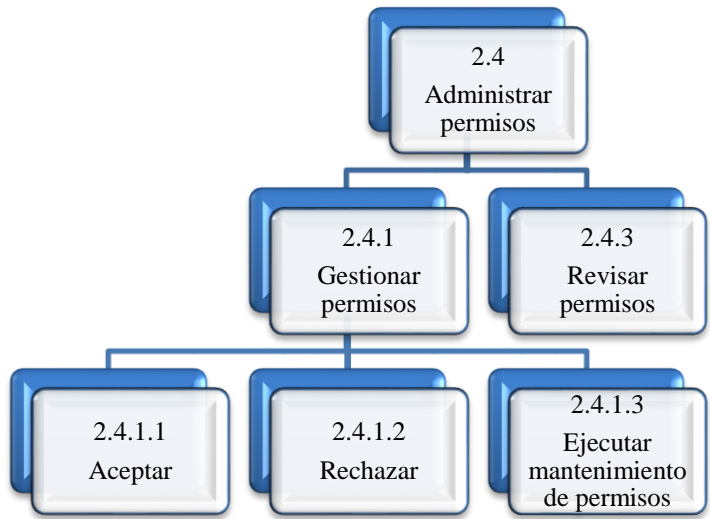 2.4
Administrar
permisos
2.4.1
Gestionar
permisos
2.4.3
Revisar
permisos
2.4.1.1
Aceptar
2.4.1.2
Rechazar
2.4.1.3
Ejecutar
mantenimiento
de permisos